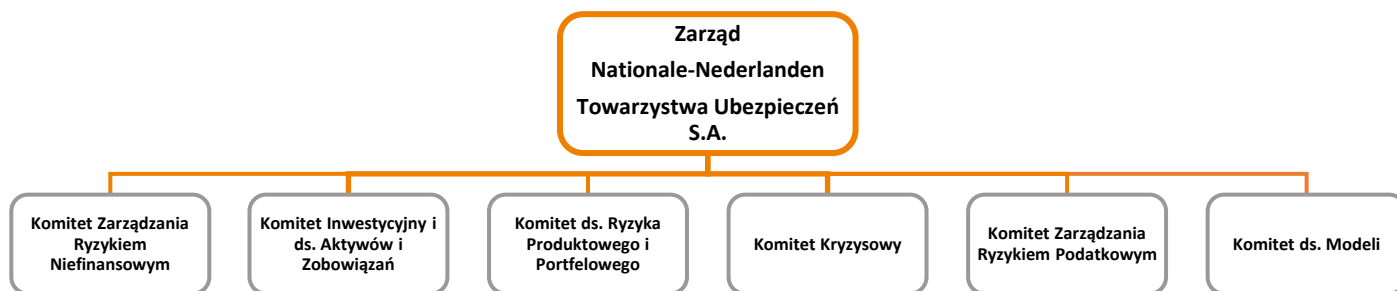 Zarząd
Nationale-Nederlanden
Towarzystwa Ubezpieczeń
S.A.
Komitet Zarządzania
Ryzykiem
Niefinansowym
Komitet Inwestycyjny i
ds. Aktywów i
Zobowiązań
Komitet ds. Ryzyka
Produktowego i
Portfelowego
Komitet Kryzysowy
Komitet Zarządzania
Ryzykiem Podatkowym
Komitet ds. Modeli